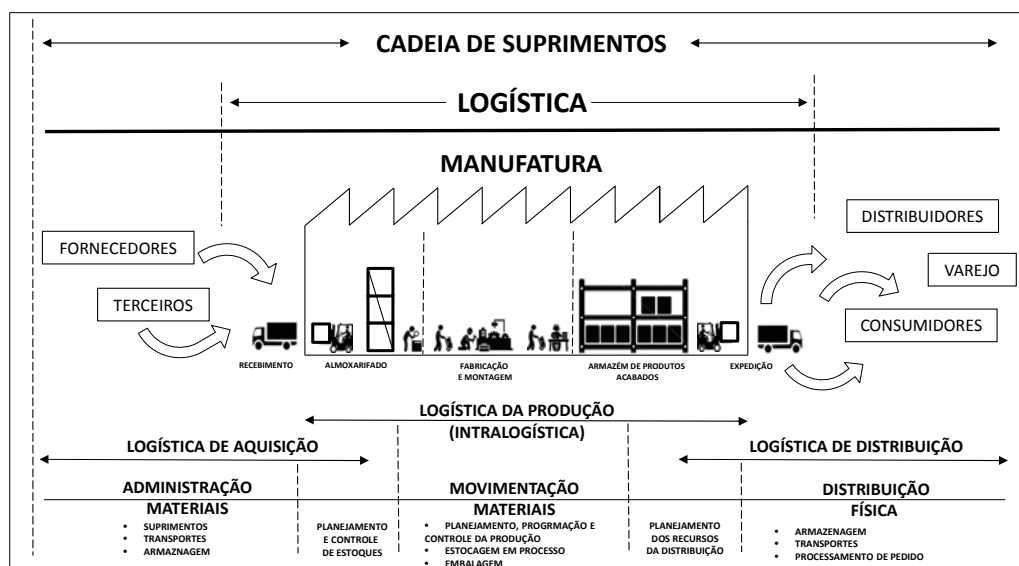 CADEIA DE SUPRIMENTOS
LOGÍSTICA
MANUFATURA
FORNECEDORES
TERCEIROS
DISTRIBUIDORES
VAREJO
CONSUMIDORES
RECEBIMENTO
ALMOXARIFADO
FABRICAÇÃO
E MONTAGEM
ARMAZÉM DE PRODUTOS
ACABADOS
EXPEDIÇÃO
LOGÍSTICA DA PRODUÇÃO
(INTRALOGÍSTICA)
LOGÍSTICA DE AQUISIÇÃO
LOGÍSTICA DE DISTRIBUIÇÃO
ADMINISTRAÇÃO
MATERIAIS
• SUPRIMENTOS
• TRANSPORTES
• ARMAZNAGEM
PLANEJAMENTO
E CONTROLE
DE ESTOQUES
MOVIMENTAÇÃO
MATERIAIS
• PLANEJAMENTO, PROGRMAÇÃO E
CONTROLE DA PRODUÇÃO
• ESTOCAGEM EM PROCESSO
• EMBALAGEM
PLANEJAMENTO
DOS RECURSOS
DA DISTRIBUIÇÃO
DISTRIBUIÇÃO
FÍSICA
• ARMAZENAGEM
• TRANSPORTES
• PROCESSAMENTO DE PEDIDO